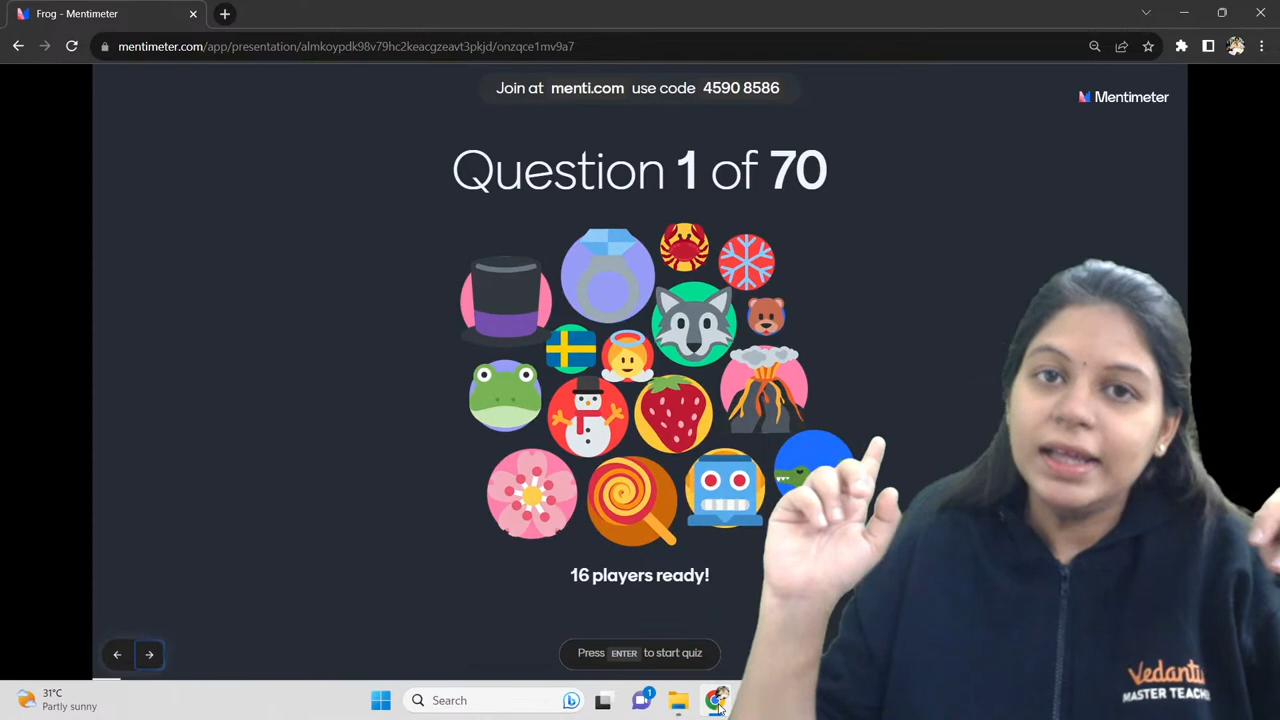 Frog - Mentimeter
mentimeter.com/app/presentation/almkoypdk98v79hc2keacgzeavt3pkjd/onzqce1mv9a7
Join at menti.com use code 4590 8586
Mentimeter
Question 1 of 70
16 players ready!
Press ENTER to start quiz
Vedantu
MASTER TEACHER
31°C
Partly sunny
Search
1